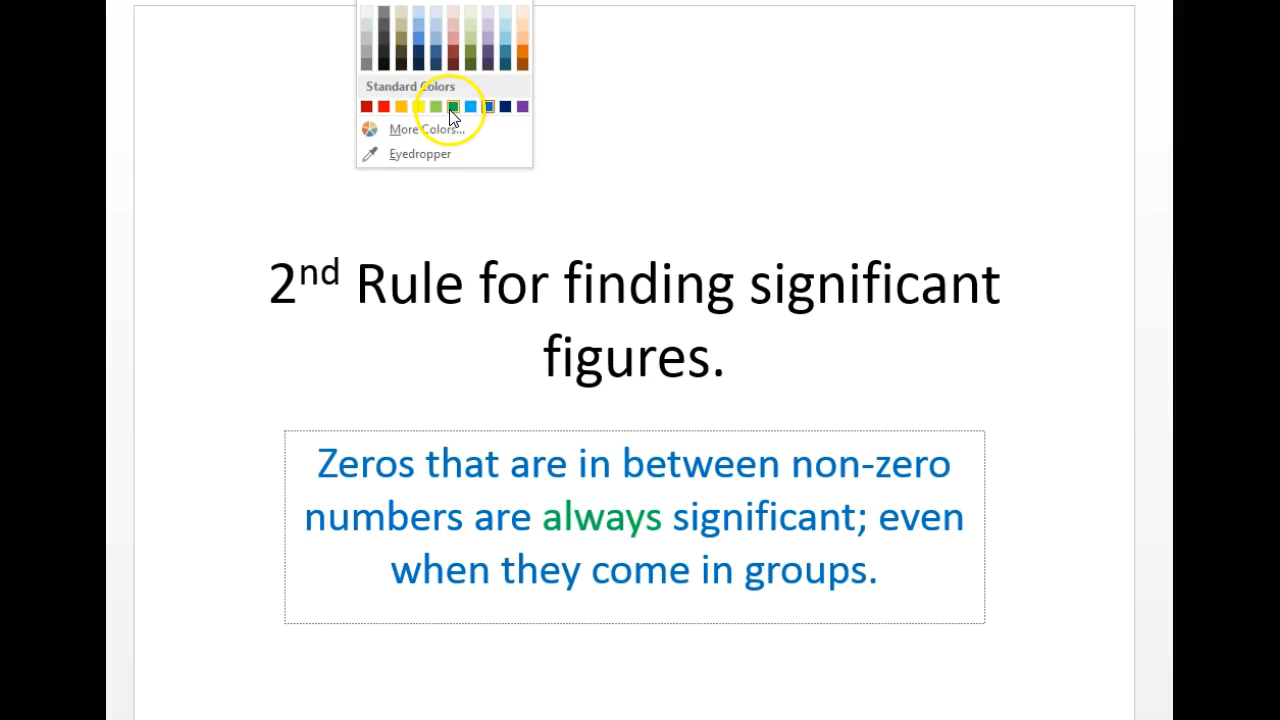 Standard Colors
More Colors...
Eyedropper
2nd Rule for finding significant
figures.
Zeros that are in between non-zero
numbers are always significant; even
when they come in groups.